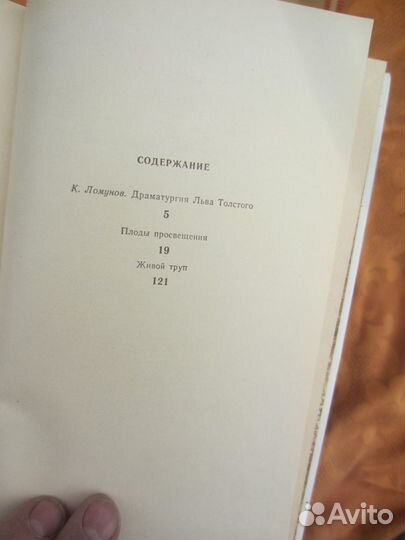 СОДЕРЖАНИЕ
К. Ломунов. Драматургия Льва Толстого
5
Плоды просвещения
19
Живой труп
121
Avito